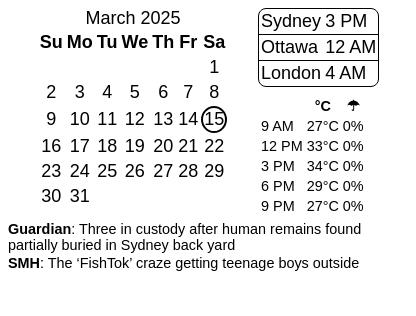 March 2025
Su Mo Tu We Th Fr Sa
1
2 3 4 5 6 7 8
9 10 11 12 13 14 15
16 17 18 19 20 21 22
23 24 25 26 27 28 29
30 31
Sydney 3 PM
Ottawa 12 AM
London 4 AM
°C ☂
9 AM 27°C 0%
12 PM 33°C 0%
3 PM 34°C 0%
6 PM 29°C 0%
9 PM 27°C 0%
Guardian: Three in custody after human remains found
partially buried in Sydney back yard
SMH: The ‘FishTok’ craze getting teenage boys outside